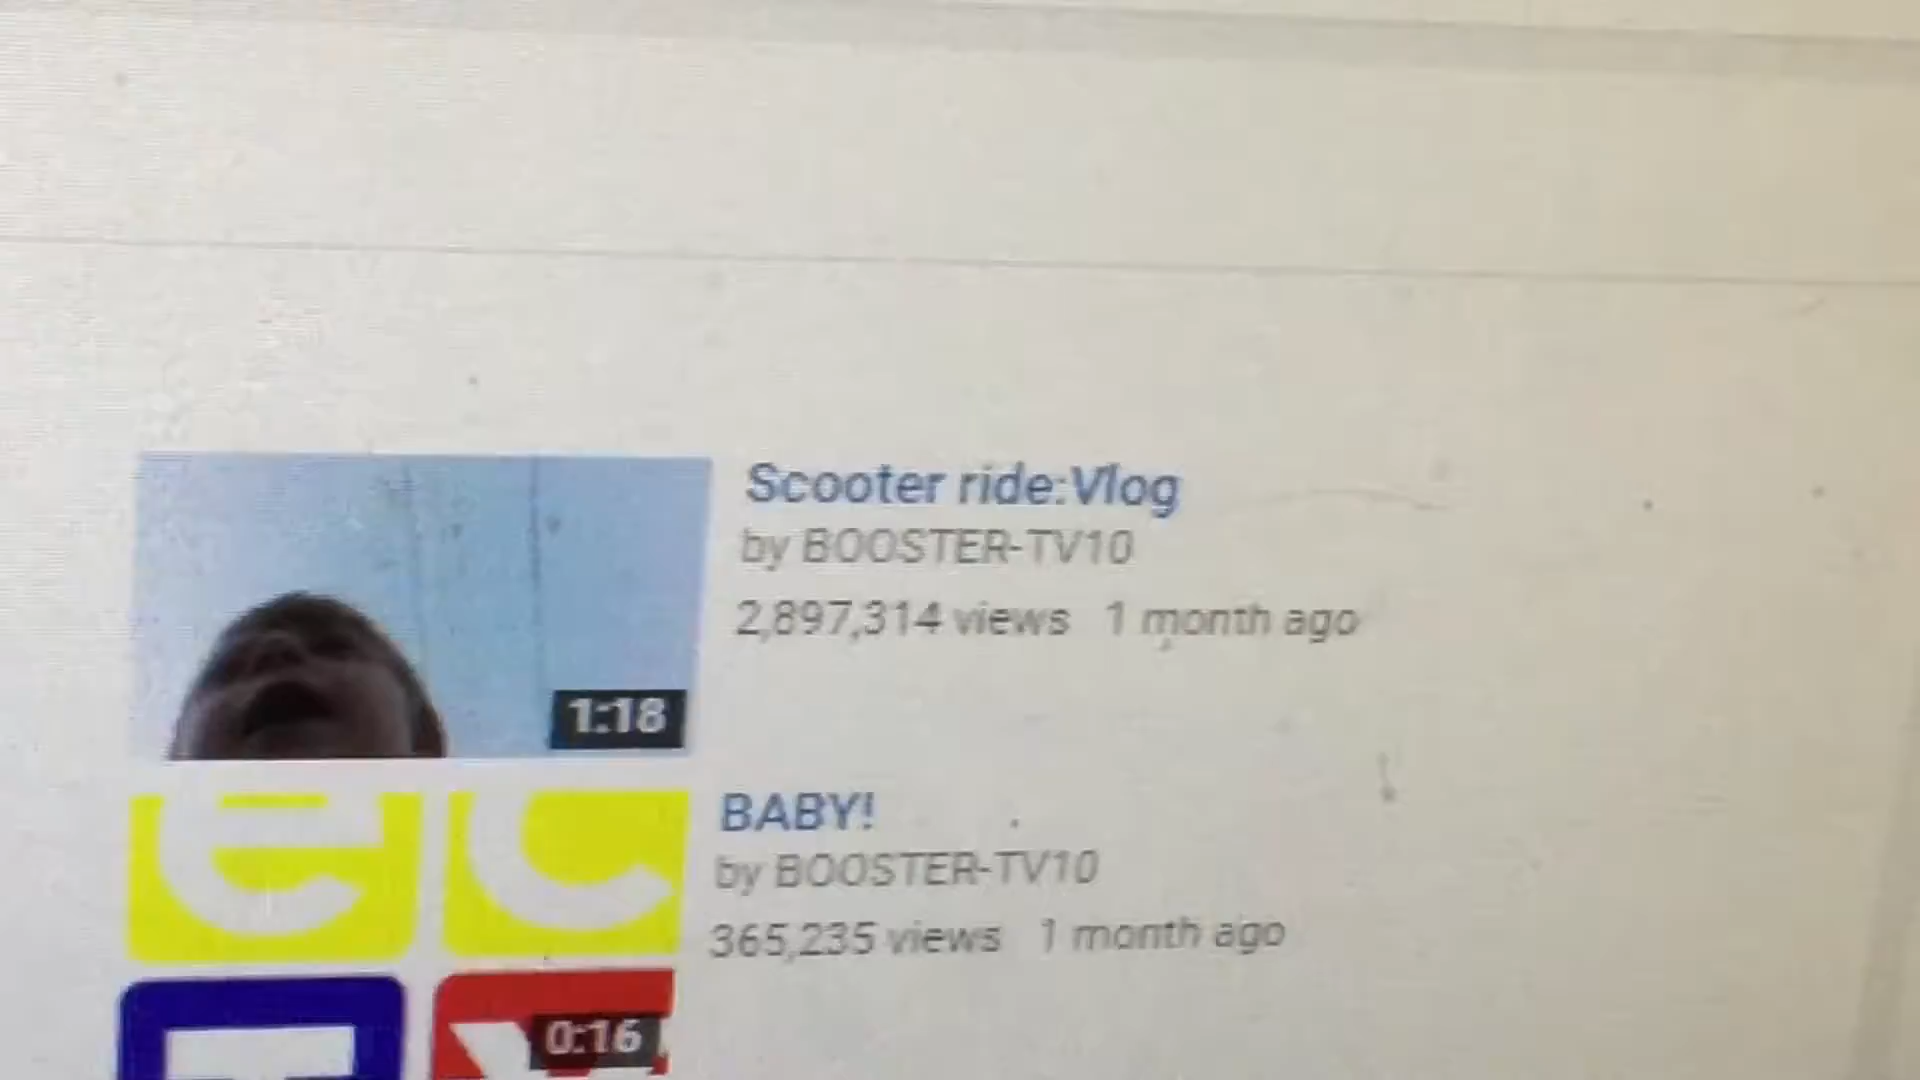 Scooter ride:Vlog
by BOOSTER-TV10
2,897,314 views 1 month ago
1:18
BABY!
by BOOSTER-TV10
365,235 views 1 month ago
e c
0:16